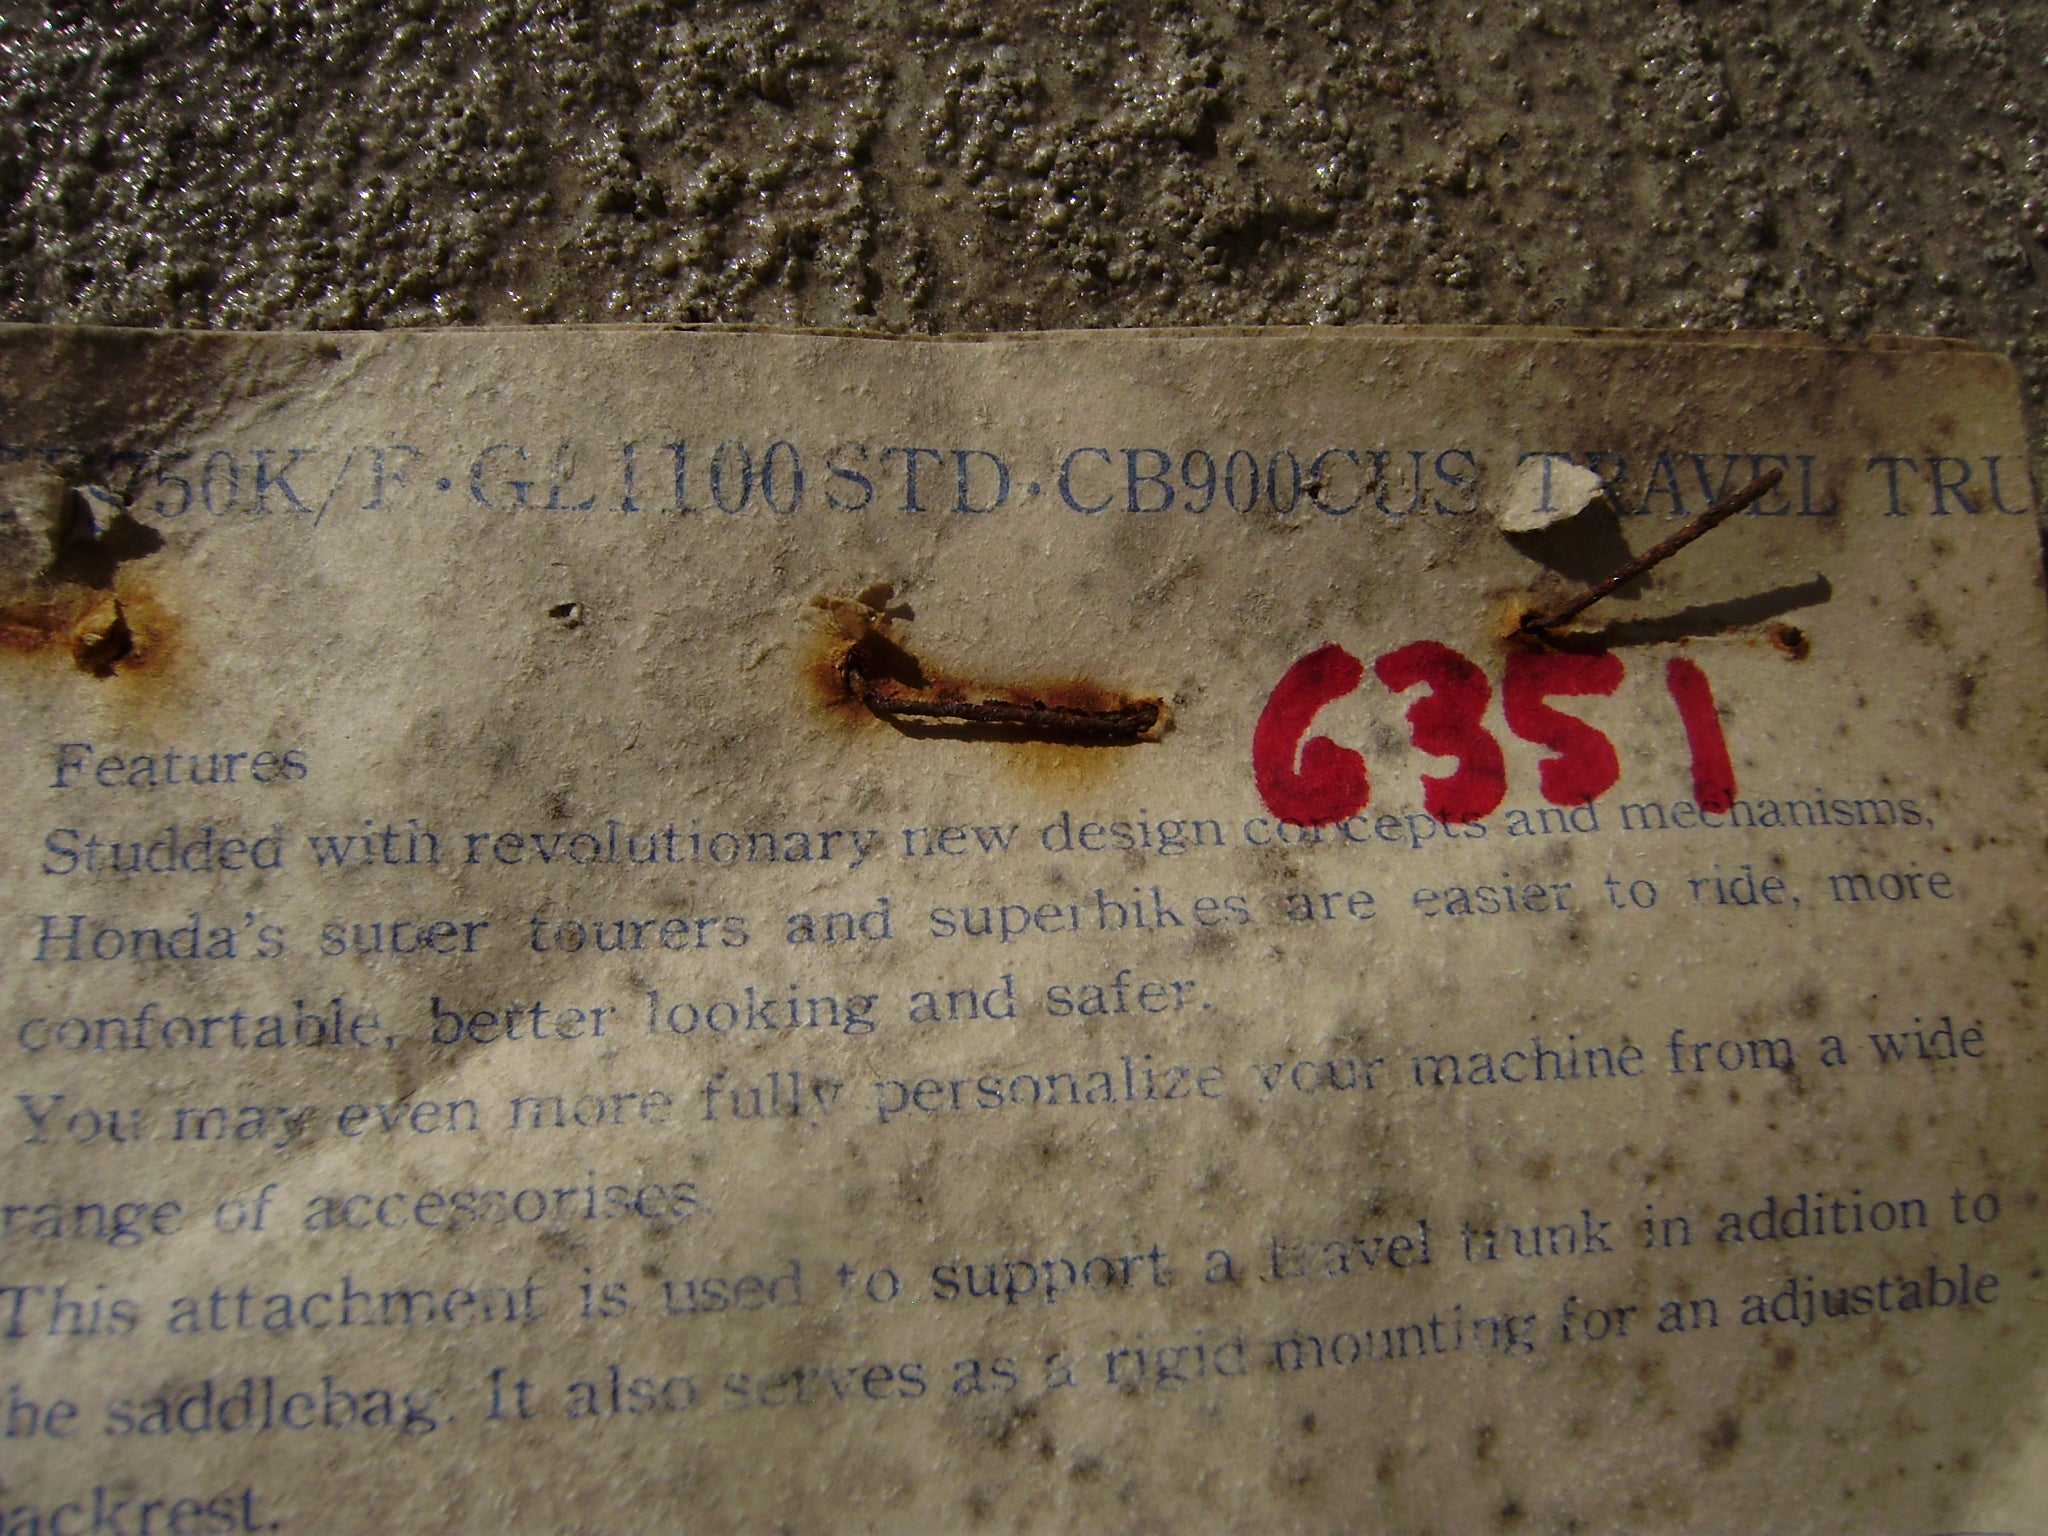 750K/F·GL1100STD·CB900CUS TRAVEL TRU
6351
Features
Studded with revolutionary new design concepts and mechanisms,
Honda's super tourers and superbikes are easier to ride, more
confortable, better looking and safer.
You may even more fully personalize your machine from a wide
range of accessorises.
This attachment is used to support a travel trunk in addition to
he saddlebag. It also serves as a rigid mounting for an adjustable
backrest.